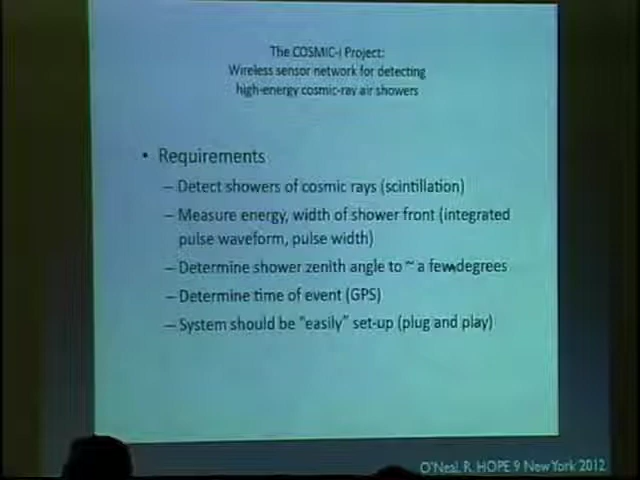 The COSMIC-i Project:
Wireless sensor network for detecting
high-energy cosmic-ray air showers
• Requirements
– Detect showers of cosmic rays (scintillation)
– Measure energy, width of shower front (integrated
pulse waveform, pulse width)
– Determine shower zenith angle to ~ a few degrees
– Determine time of event (GPS)
– System should be "easily" set-up (plug and play)
O'Neal, R. HOPE 9 New York 2012